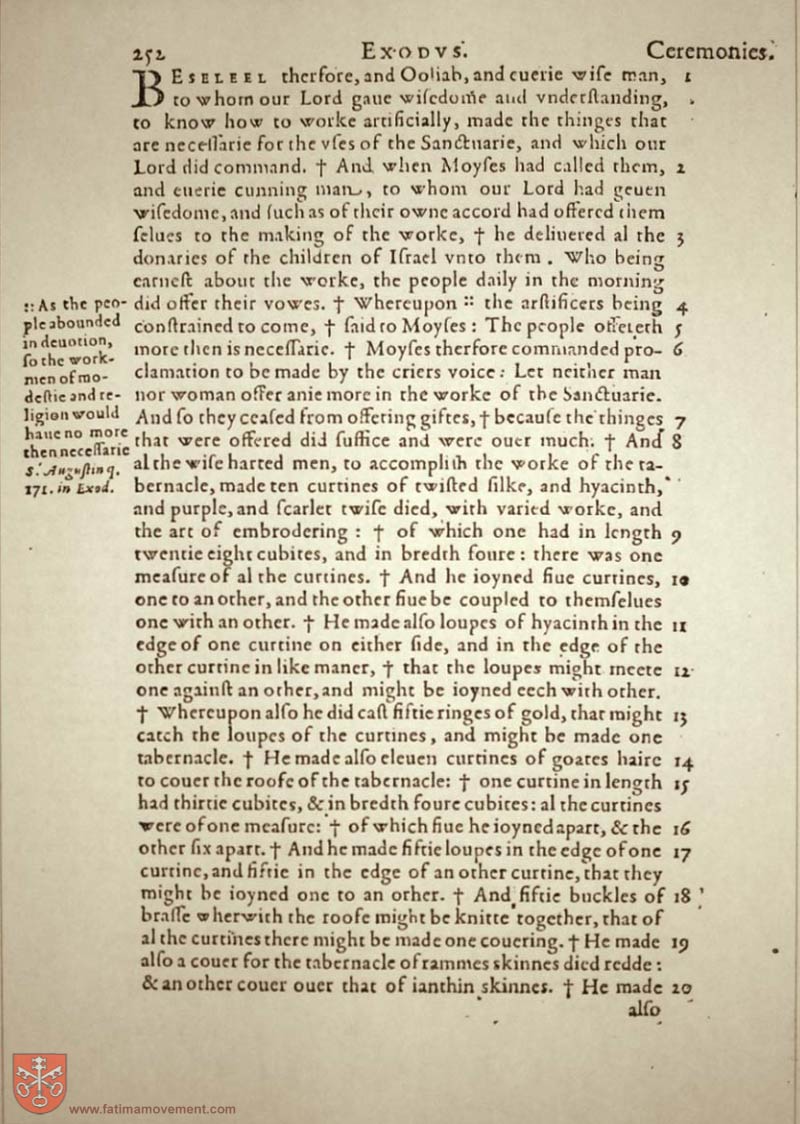 252 EXODVS. Ceremonies.
BESELEEL therfore, and Ooliab, and euerie wiſe man, 1
to whom our Lord gaue wiſedome and vnderſtanding,
to know how to worke artificially, made the thinges that
are neceſſarie for the vſes of the Sanctuarie, and which our
Lord did command. † And when Moyſes had called them, 2
and euerie cunning man, to whom our Lord had geuen
wiſedome, and ſuch as of their owne accord had offered them
ſelues to the making of the worke, † he deliuered al the 3
donaries of the children of Iſrael vnto them. Who being
earneſt about the worke, the people daily in the morning
did offer their vowes. † Whereupon :: the artificers being 4
conſtrained to come, † ſaid to Moyſes: The people offereth 5
more then is neceſſarie. † Moyſes therfore commanded pro- 6
clamation to be made by the criers voice: Let neither man
nor woman offer anie more in the worke of the Sanctuarie.
And ſo they ceaſed from offering giftes, † becauſe the thinges 7
that were offered did ſuffice and were ouer much. † And 8
al the wiſe harted men, to accompliſh the worke of the ta-
bernacle, made ten curtines of twiſted ſilke, and hyacinth,
and purple, and ſcarlet twiſe died, with varied worke, and
the art of embrodering: † of which one had in length 9
twentie eight cubites, and in bredth foure: there was one
meaſure of al the curtines. † And he ioyned fiue curtines, 10
one to an other, and the other fiue be coupled to themſelues
one with an other. † He made alſo loupes of hyacinth in the 11
edge of one curtine on either ſide, and in the edge of the
other curtine in like maner, † that the loupes might meete 12
one againſt an other, and might be ioyned eech with other.
† Whereupon alſo he did caſt fiftie ringes of gold, that might 13
catch the loupes of the curtines, and might be made one
tabernacle. † He made alſo eleuen curtines of goates haire 14
to couer the roofe of the tabernacle: † one curtine in length 15
had thirtie cubites, & in bredth foure cubites: al the curtines
were of one meaſure: † of which fiue he ioyned apart, & the 16
other ſix apart. † And he made fiftie loupes in the edge of one 17
curtine, and fiftie in the edge of an other curtine, that they
might be ioyned one to an orher. † And fiftie buckles of 18
braſſe wherwith the roofe might be knitte together, that of
al the curtines there might be made one couering. † He made 19
alſo a couer for the tabernacle of rammes skinnes died redde:
& an other couer ouer that of ianthin skinnes. † He made 20
alſo
:: As the peo-
ple abounded
in deuotion,
ſo the work-
men of mo-
deſtie and re-
ligion would
haue no more
then neceſſarie
S. Auguſtin q.
171. in Exod.
www.fatimamovement.com